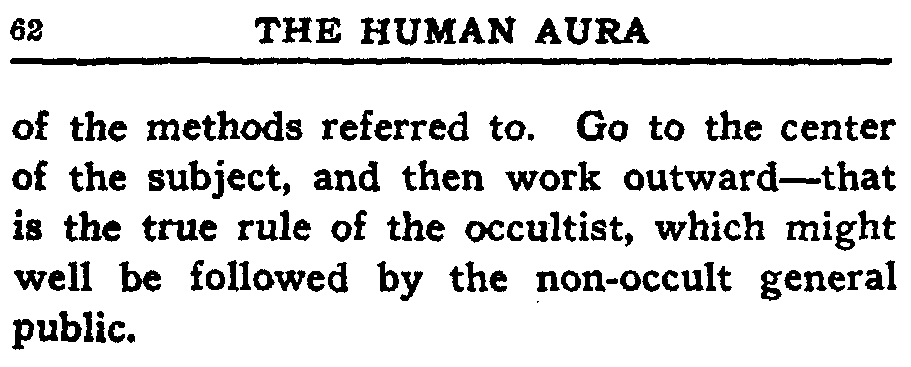 62 THE HUMAN AURA
of the methods referred to. Go to the center
of the subject, and then work outward—that
is the true rule of the occultist, which might
well be followed by the non-occult general
public.